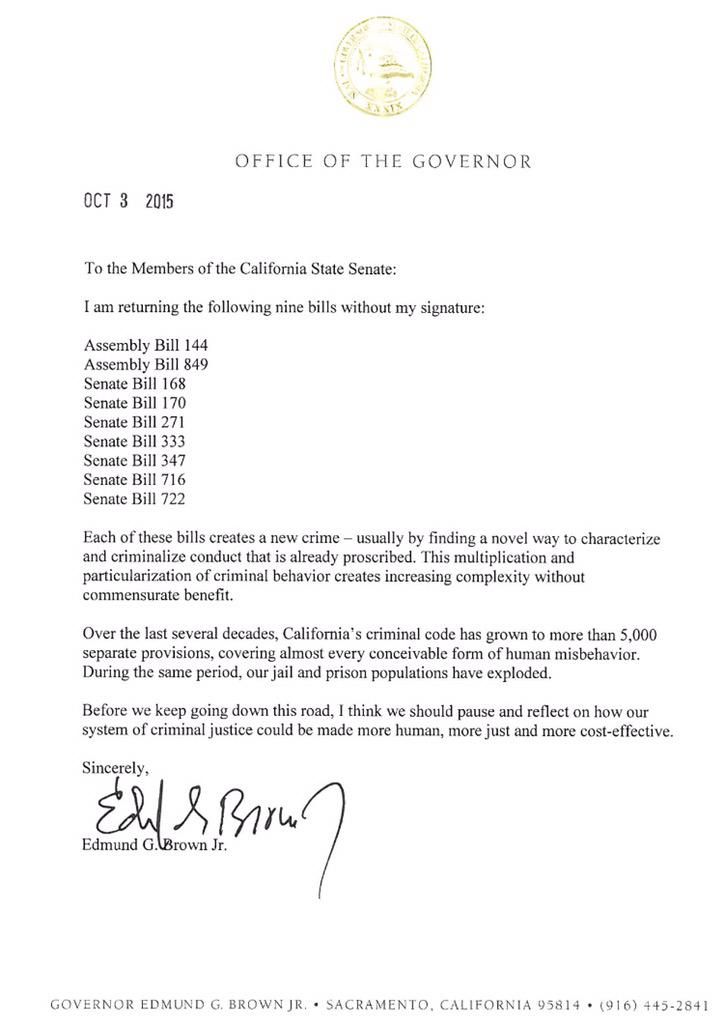 XXXIX
OFFICE OF THE GOVERNOR
OCT 3 2015
To the Members of the California State Senate:
I am returning the following nine bills without my signature:
Assembly Bill 144
Assembly Bill 849
Senate Bill 168
Senate Bill 170
Senate Bill 271
Senate Bill 333
Senate Bill 347
Senate Bill 716
Senate Bill 722
Each of these bills creates a new crime – usually by finding a novel way to characterize
and criminalize conduct that is already proscribed. This multiplication and
particularization of criminal behavior creates increasing complexity without
commensurate benefit.
Over the last several decades, California's criminal code has grown to more than 5,000
separate provisions, covering almost every conceivable form of human misbehavior.
During the same period, our jail and prison populations have exploded.
Before we keep going down this road, I think we should pause and reflect on how our
system of criminal justice could be made more human, more just and more cost-effective.
Sincerely,
Edmund G. Brown Jr.
GOVERNOR EDMUND G. BROWN JR. • SACRAMENTO, CALIFORNIA 95814 • (916) 445-2841